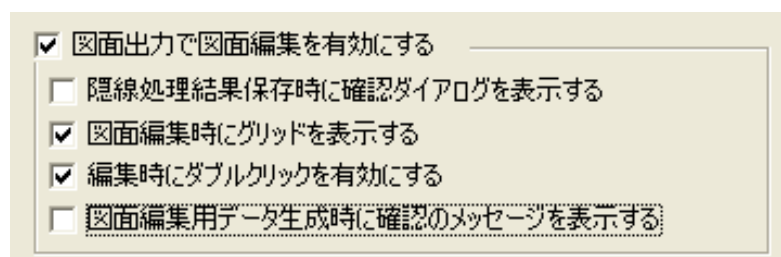 図面出力で図面編集を有効にする
隠線処理結果保存時に確認ダイアログを表示する
図面編集時にグリッドを表示する
編集時にダブルクリックを有効にする
図面編集用データ生成時に確認のメッセージを表示する